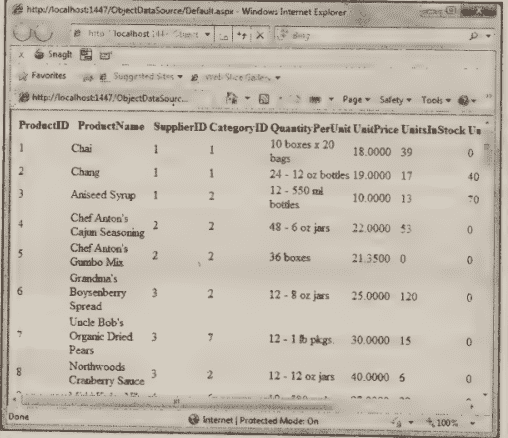 http://localhost:1447/ObjectDataSource/Default.aspx - Windows Internet Explorer
http localhost:144 Object
Bing
x SnagIt
Favorites Suggested Sites Web Slice Gallery
http://localhost:1447/ObjectDataSourc... Page Safety Tools
ProductID ProductName SupplierID CategoryID QuantityPerUnit UnitPrice UnitsInStock Un
1 Chai 1 1 10 boxes x 20 bags 18.0000 39 0
2 Chang 1 1 24 - 12 oz bottles 19.0000 17 40
3 Aniseed Syrup 1 2 12 - 550 ml bottles 10.0000 13 70
4 Chef Anton's Cajun Seasoning 2 2 48 - 6 oz jars 22.0000 53 0
5 Chef Anton's Gumbo Mix 2 2 36 boxes 21.3500 0 0
6 Grandma's Boysenberry Spread 3 2 12 - 8 oz jars 25.0000 120 0
7 Uncle Bob's Organic Dried Pears 3 7 12 - 1 lb pkgs. 30.0000 15 0
8 Northwoods Cranberry Sauce 3 2 12 - 12 oz jars 40.0000 6 0
Done Internet | Protected Mode: On 100%